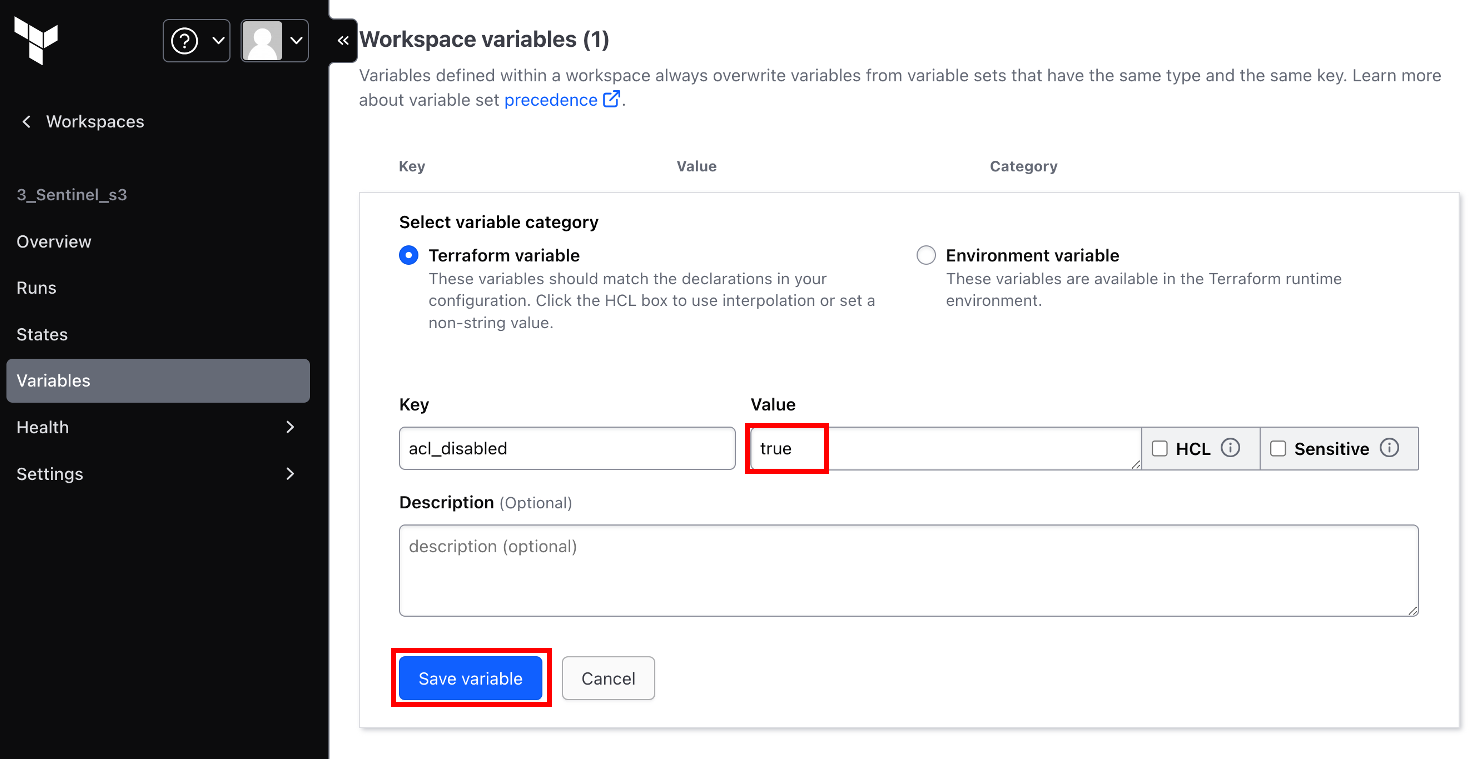 Workspaces
3_Sentinel_s3
Overview
Runs
States
Variables
Health
Settings
Workspace variables (1)
Variables defined within a workspace always overwrite variables from variable sets that have the same type and the same key. Learn more
about variable set precedence.
Key Value Category
Select variable category
Terraform variable
These variables should match the declarations in your
configuration. Click the HCL box to use interpolation or set a
non-string value.
Environment variable
These variables are available in the Terraform runtime
environment.
Key Value
acl_disabled true HCL Sensitive
Description (Optional)
description (optional)
Save variable Cancel